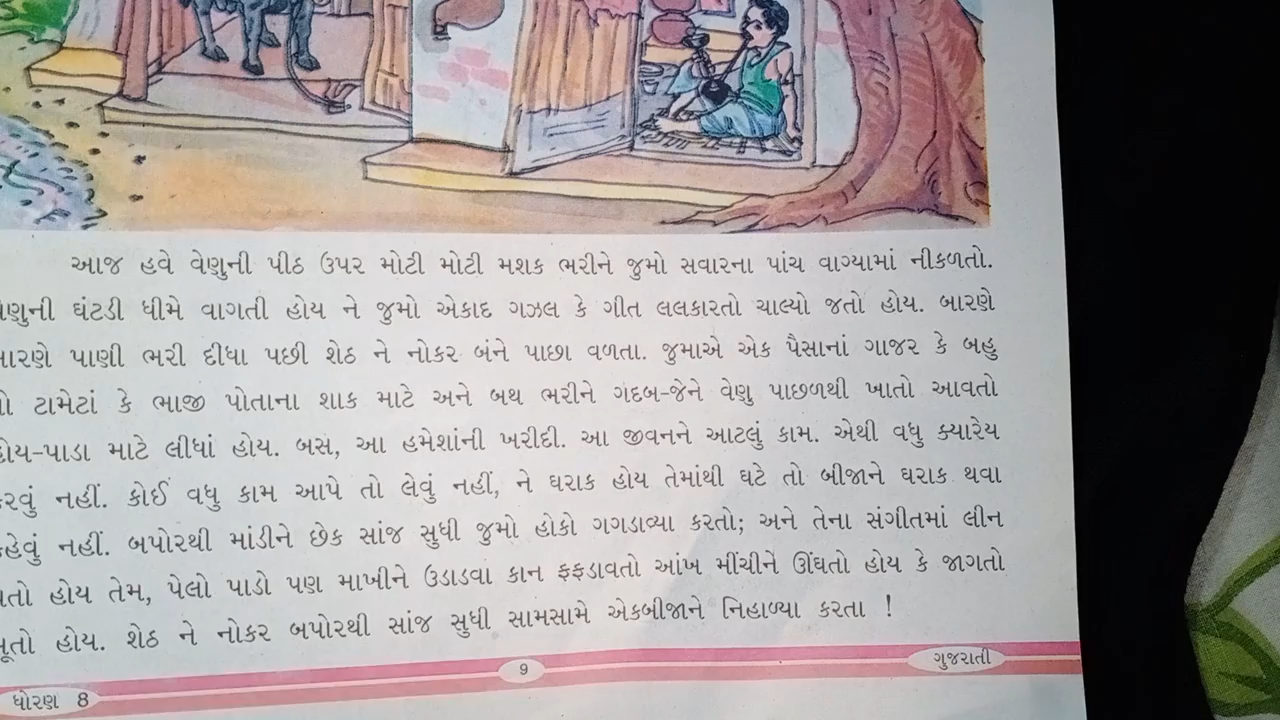 આજ હવે વેણુની પીઠ ઉપર મોટી મોટી મશક ભરીને જુમો સવારના પાંચ વાગ્યામાં નીકળતો.
ઘંટડી ધીમે વાગતી હોય ને જુમો એકાદ ગઝલ કે ગીત લલકારતો ચાલ્યો જતો હોય. બારણે
પાણી ભરી દીધા પછી શેઠ ને નોકર બંને પાછા વળતા. જુમાએ એક પૈસાનાં ગાજર કે બહુ
ટામેટાં કે ભાજી પોતાના શાક માટે અને બથ ભરીને ગદબ-જેને વેણુ પાછળથી ખાતો આવતો
હોય-પાડા માટે લીધાં હોય. બસ, આ હમેશાંની ખરીદી. આ જીવનને આટલું કામ. એથી વધુ ક્યારેય
નહીં. કોઈ વધુ કામ આપે તો લેવું નહીં, ને ઘરાક હોય તેમાંથી ઘટે તો બીજાને ઘરાક થવા
નહીં. બપોરથી માંડીને છેક સાંજ સુધી જુમો હોકો ગગડાવ્યા કરતો; અને તેના સંગીતમાં લીન
હોય તેમ, પેલો પાડો પણ માખીને ઉડાડવા કાન ફફડાવતો આંખ મીંચીને ઊંઘતો હોય કે જાગતો
સૂતો હોય. શેઠ ને નોકર બપોરથી સાંજ સુધી સામસામે એકબીજાને નિહાળ્યા કરતા !
ધોરણ 8 9 ગુજરાતી